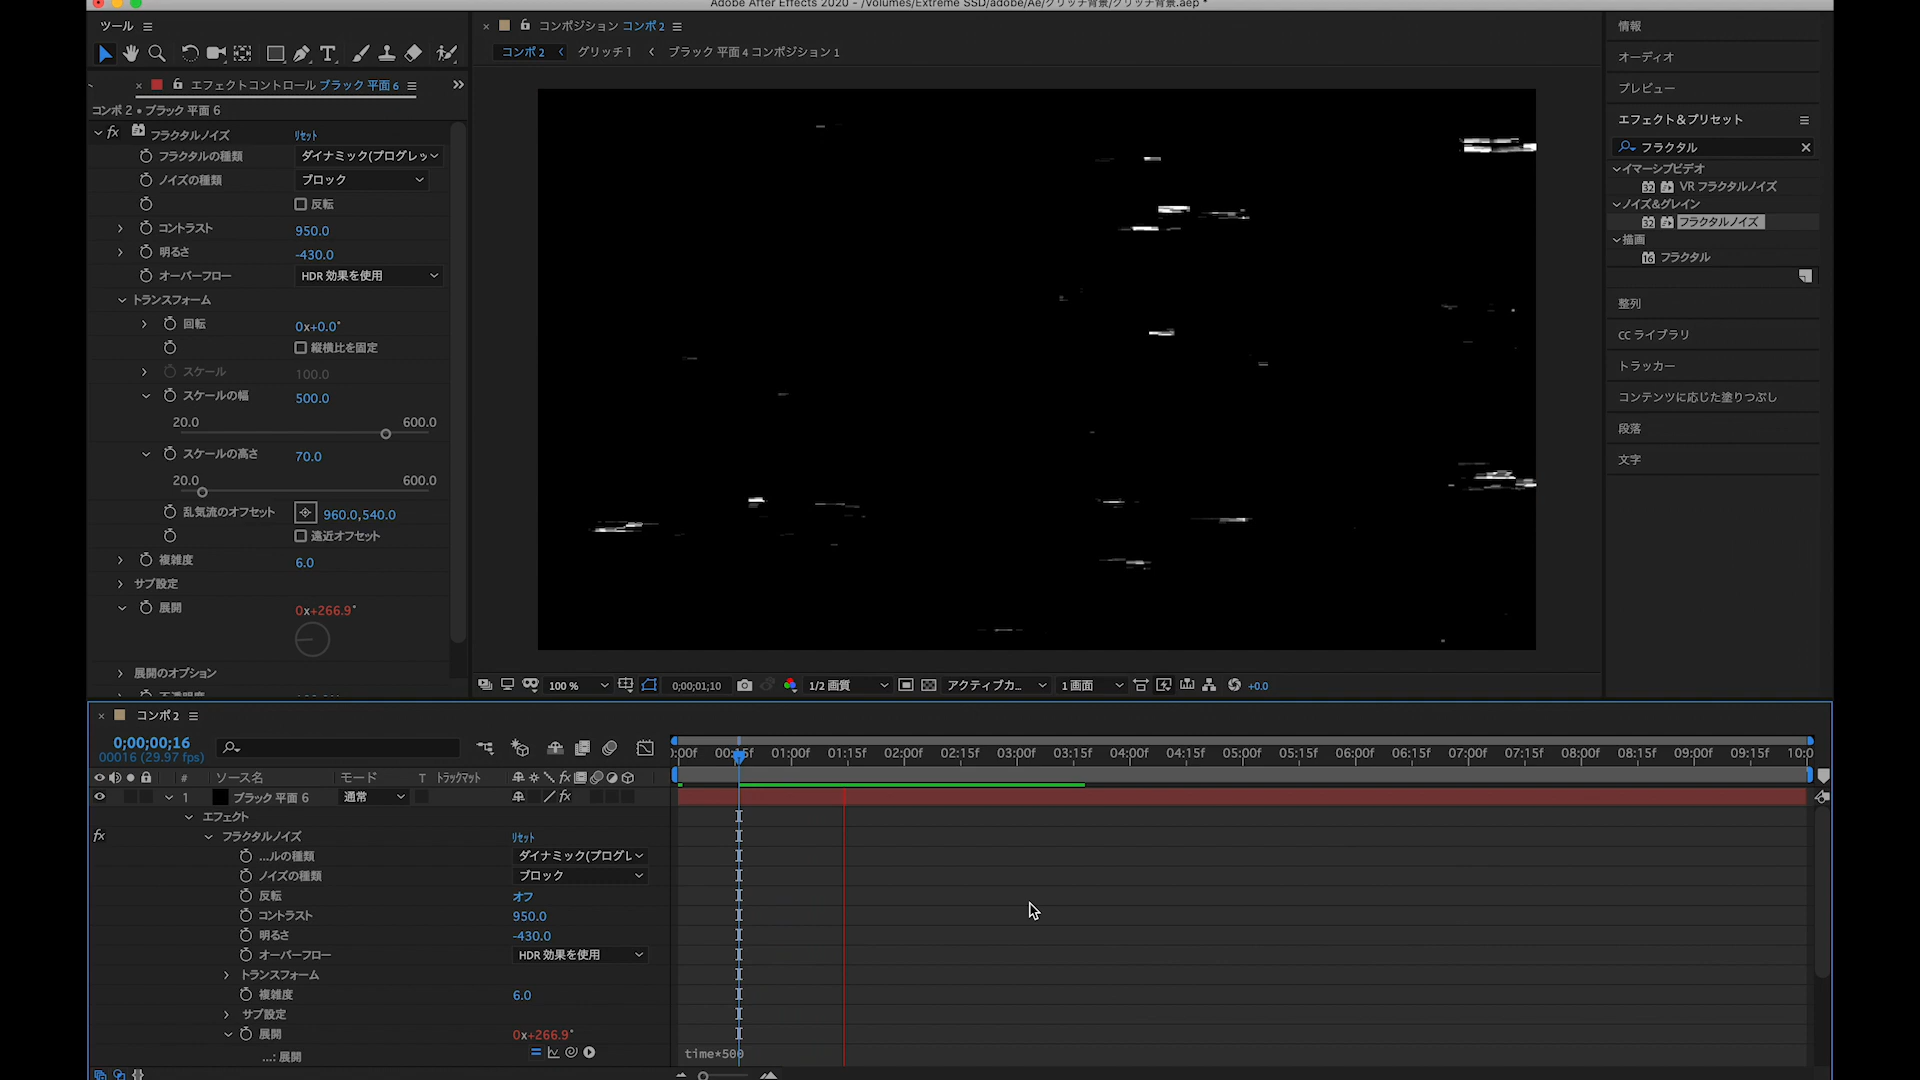 Adobe After Effects 2020 - /Volumes/Extreme SSD/adobe/Ae/グリッチ背景/グリッチ背景.aep *
ツール
エフェクトコントロール ブラック 平面 6
コンポ 2 • ブラック 平面 6
fx フラクタルノイズ リセット
フラクタルの種類 ダイナミック(プログレッ
ノイズの種類 ブロック
反転
コントラスト 950.0
明るさ -430.0
オーバーフロー HDR 効果を使用
トランスフォーム
回転 0x+0.0°
縦横比を固定
スケール 100.0
スケールの幅 500.0
20.0 600.0
スケールの高さ 70.0
20.0 600.0
乱気流のオフセット 960.0,540.0
遠近オフセット
複雑度 6.0
サブ設定
展開 0x+266.9°
展開のオプション
コンポジション コンポ 2
コンポ 2 グリッチ 1 ブラック 平面 4 コンポジション 1
100 % 0;00;01;10 1/2 画質 アクティブカ... 1 画面 +0.0
情報
オーディオ
プレビュー
エフェクト＆プリセット
フラクタル
イマーシブビデオ
32 VR フラクタルノイズ
ノイズ&グレイン
32 フラクタルノイズ
描画
16 フラクタル
整列
CC ライブラリ
トラッカー
コンテンツに応じた塗りつぶし
段落
文字
コンポ 2
0;00;00;16
00016 (29.97 fps)
:00f 00:15f 01:00f 01:15f 02:00f 02:15f 03:00f 03:15f 04:00f 04:15f 05:00f 05:15f 06:00f 06:15f 07:00f 07:15f 08:00f 08:15f 09:00f 09:15f 10:0
# ソース名 モード T トラックマット fx
1 ブラック 平面 6 通常 fx
エフェクト
fx フラクタルノイズ リセット
...ルの種類 ダイナミック(プログレ
ノイズの種類 ブロック
反転 オフ
コントラスト 950.0
明るさ -430.0
オーバーフロー HDR 効果を使用
トランスフォーム
複雑度 6.0
サブ設定
展開 0x+266.9°
...: 展開 time*500